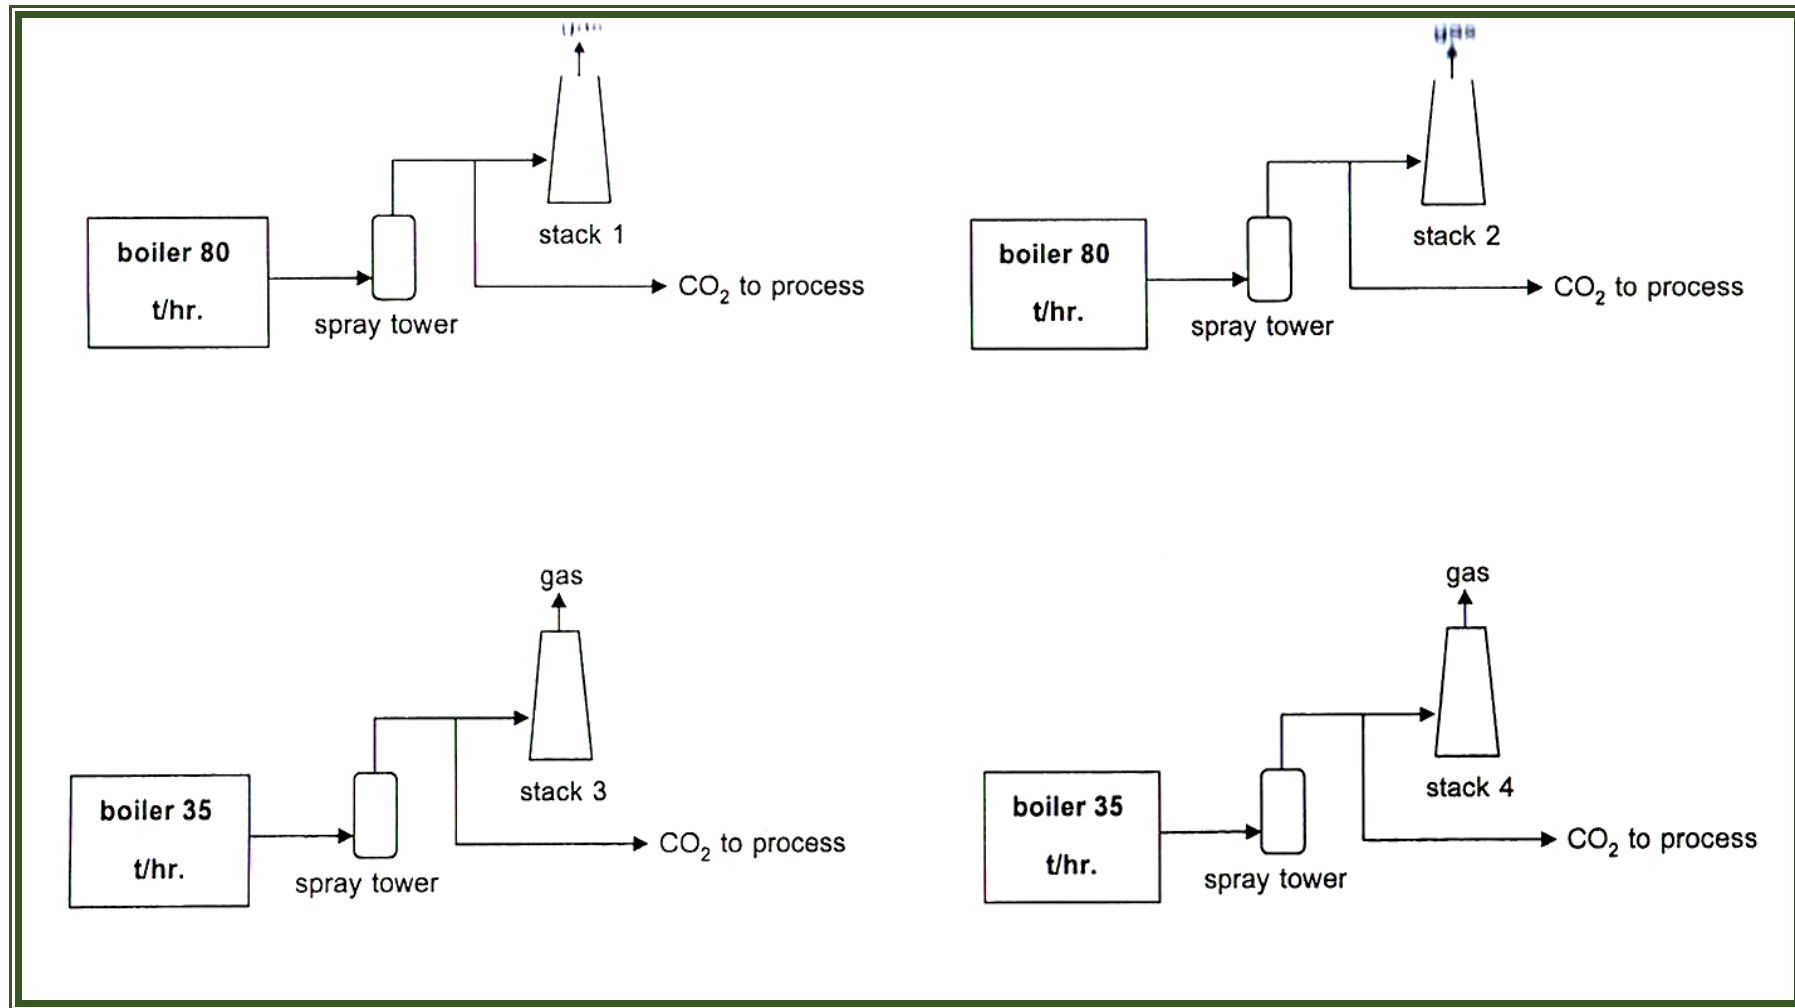 stack 1
boiler 80
t/hr.
CO₂ to process
spray tower
stack 2
boiler 80
t/hr.
CO₂ to process
spray tower
gas
stack 3
boiler 35
t/hr.
CO₂ to process
spray tower
gas
stack 4
boiler 35
t/hr.
CO₂ to process
spray tower